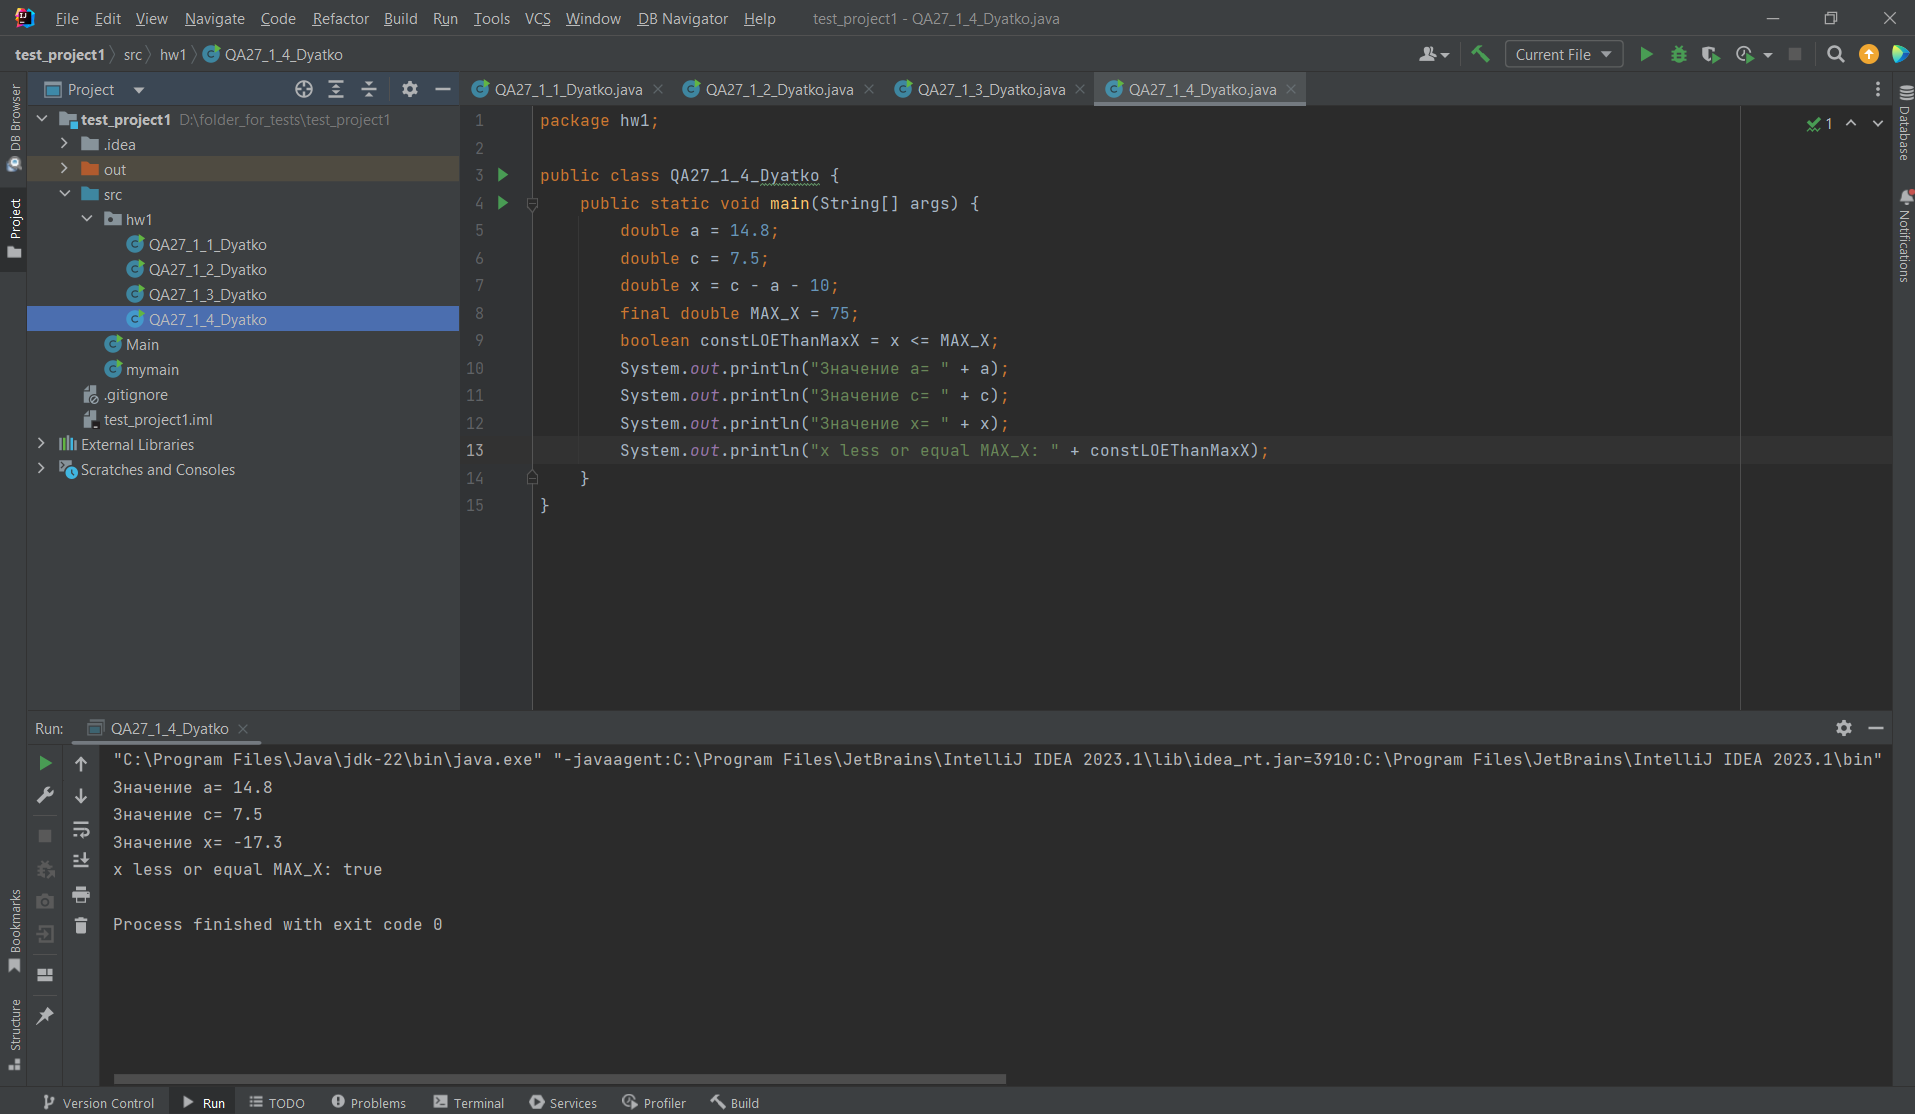 File Edit View Navigate Code Refactor Build Run Tools VCS Window DB Navigator Help test_project1 - QA27_1_4_Dyatko.java
test_project1 src hw1 QA27_1_4_Dyatko
Current File
DB Browser
Project
Project
test_project1 D:\folder_for_tests\test_project1
.idea
out
src
hw1
QA27_1_1_Dyatko
QA27_1_2_Dyatko
QA27_1_3_Dyatko
QA27_1_4_Dyatko
Main
mymain
.gitignore
test_project1.iml
External Libraries
Scratches and Consoles
QA27_1_1_Dyatko.java QA27_1_2_Dyatko.java QA27_1_3_Dyatko.java QA27_1_4_Dyatko.java
1 package hw1; 1
2
3 public class QA27_1_4_Dyatko {
4 public static void main(String[] args) {
5 double a = 14.8;
6 double c = 7.5;
7 double x = c - a - 10;
8 final double MAX_X = 75;
9 boolean constLOEThanMaxX = x <= MAX_X;
10 System.out.println("Значение a= " + a);
11 System.out.println("Значение c= " + c);
12 System.out.println("Значение x= " + x);
13 System.out.println("x less or equal MAX_X: " + constLOEThanMaxX);
14 }
15 }
Database
Notifications
Run: QA27_1_4_Dyatko
"C:\Program Files\Java\jdk-22\bin\java.exe" "-javaagent:C:\Program Files\JetBrains\IntelliJ IDEA 2023.1\lib\idea_rt.jar=3910:C:\Program Files\JetBrains\IntelliJ IDEA 2023.1\bin"
Значение a= 14.8
Значение c= 7.5
Значение x= -17.3
x less or equal MAX_X: true
Process finished with exit code 0
Bookmarks
Structure
Version Control Run TODO Problems Terminal Services Profiler Build